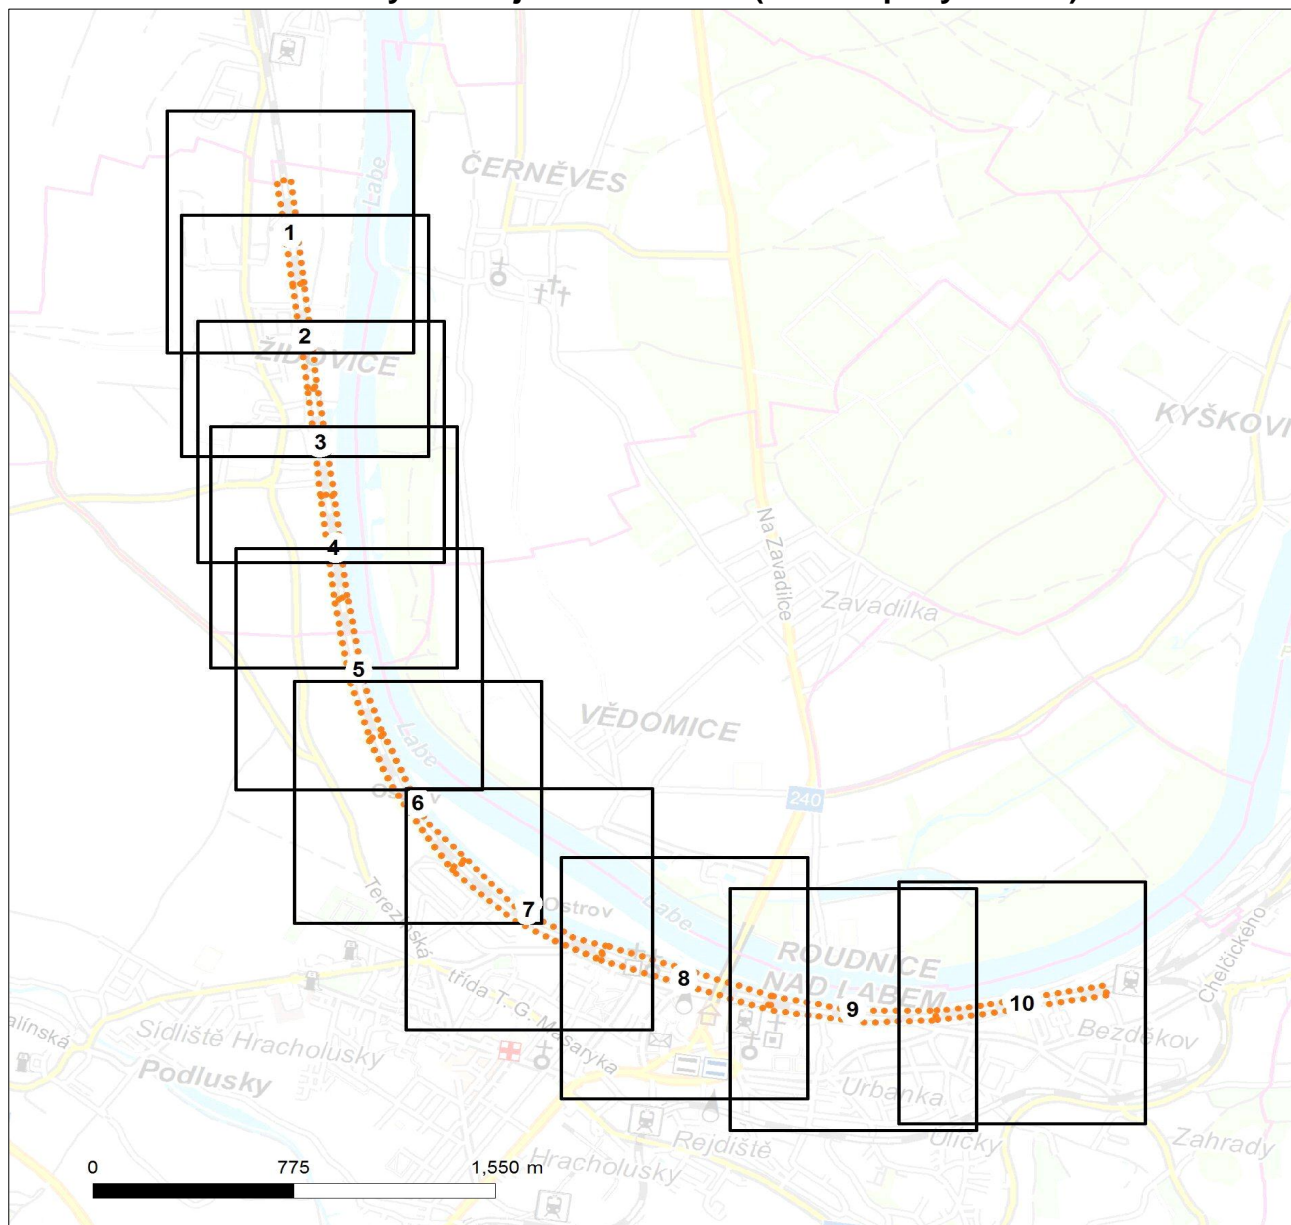 Labe
ČERNĚVES
1
2
ŽIDOVICE
KYŠKOVI
3
4
Na Zavadilce
Zavadilka
5
VĚDOMICE
Labe
240
6
7
Ostrov
Labe
Terezínská
ROUDNICE
NAD LABEM
8
9
10
Chelčického
třída T. G. Masaryka
alínská
Sídliště Hracholusky
Bezděkov
Podlusky
Urbanka
Uličky
Rejdiště
Zahrady
Hracholusky
0 775 1,550 m